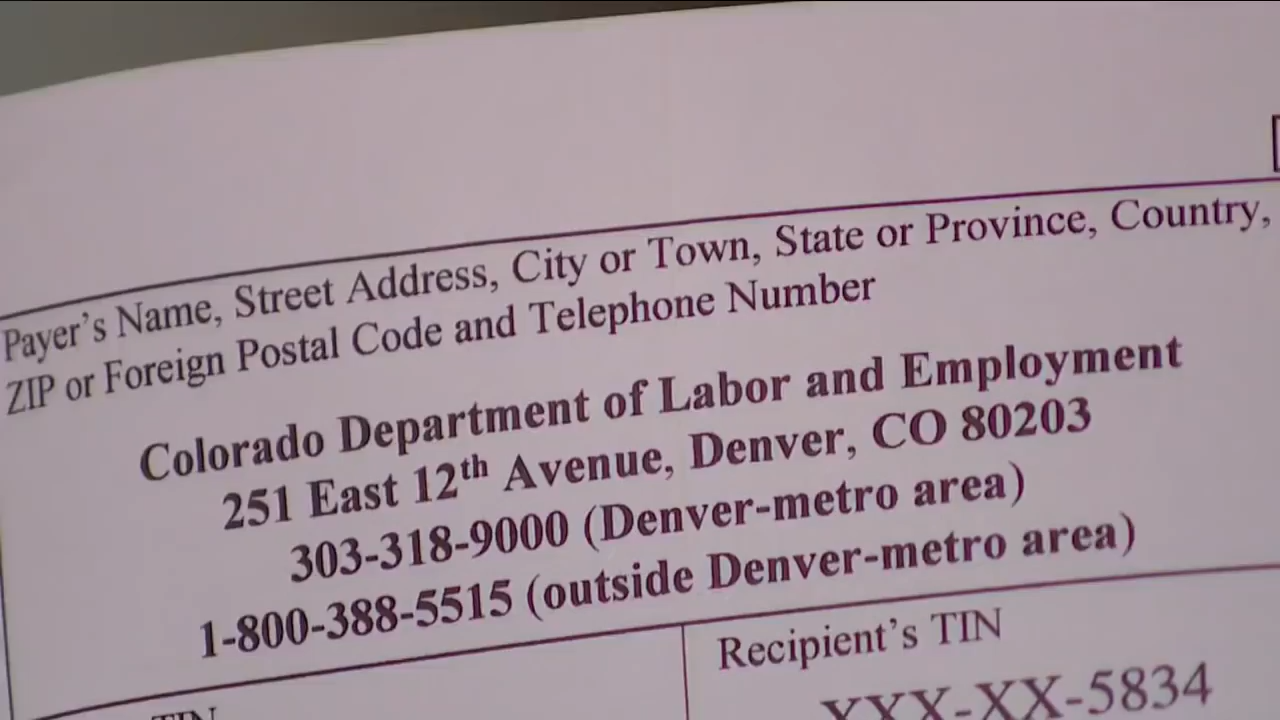 Payer's Name, Street Address, City or Town, State or Province, Country,
ZIP or Foreign Postal Code and Telephone Number
Colorado Department of Labor and Employment
251 East 12th Avenue, Denver, CO 80203
303-318-9000 (Denver-metro area)
1-800-388-5515 (outside Denver-metro area)
TIN
Recipient's TIN
XXX-XX-5834